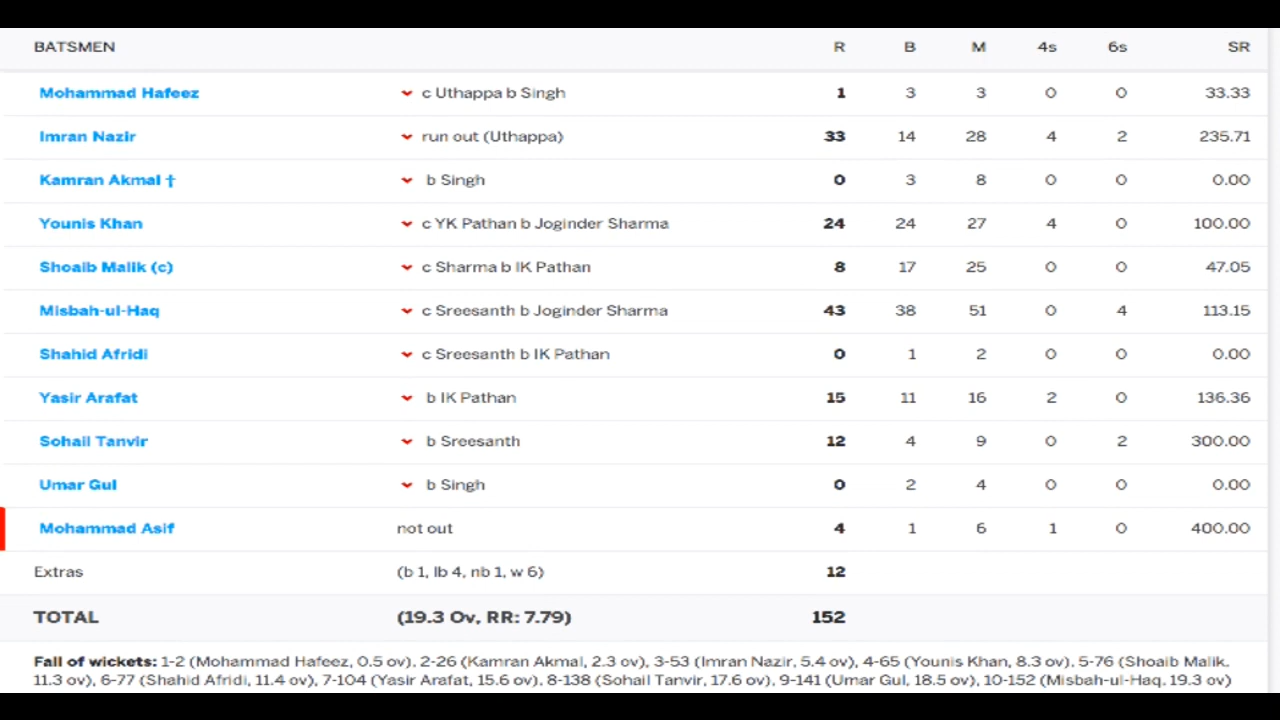 BATSMEN R B M 4s 6s SR
Mohammad Hafeez c Uthappa b Singh 1 3 3 0 0 33.33
Imran Nazir run out (Uthappa) 33 14 28 4 2 235.71
Kamran Akmal † b Singh 0 3 8 0 0 0.00
Younis Khan c YK Pathan b Joginder Sharma 24 24 27 4 0 100.00
Shoaib Malik (c) c Sharma b IK Pathan 8 17 25 0 0 47.05
Misbah-ul-Haq c Sreesanth b Joginder Sharma 43 38 51 0 4 113.15
Shahid Afridi c Sreesanth b IK Pathan 0 1 2 0 0 0.00
Yasir Arafat b IK Pathan 15 11 16 2 0 136.36
Sohail Tanvir b Sreesanth 12 4 9 0 2 300.00
Umar Gul b Singh 0 2 4 0 0 0.00
Mohammad Asif not out 4 1 6 1 0 400.00
Extras (b 1, lb 4, nb 1, w 6) 12
TOTAL (19.3 Ov, RR: 7.79) 152
Fall of wickets: 1-2 (Mohammad Hafeez, 0.5 ov), 2-26 (Kamran Akmal, 2.3 ov), 3-53 (Imran Nazir, 5.4 ov), 4-65 (Younis Khan, 8.3 ov), 5-76 (Shoaib Malik,
11.3 ov), 6-77 (Shahid Afridi, 11.4 ov), 7-104 (Yasir Arafat, 15.6 ov), 8-138 (Sohail Tanvir, 17.6 ov), 9-141 (Umar Gul, 18.5 ov), 10-152 (Misbah-ul-Haq, 19.3 ov)